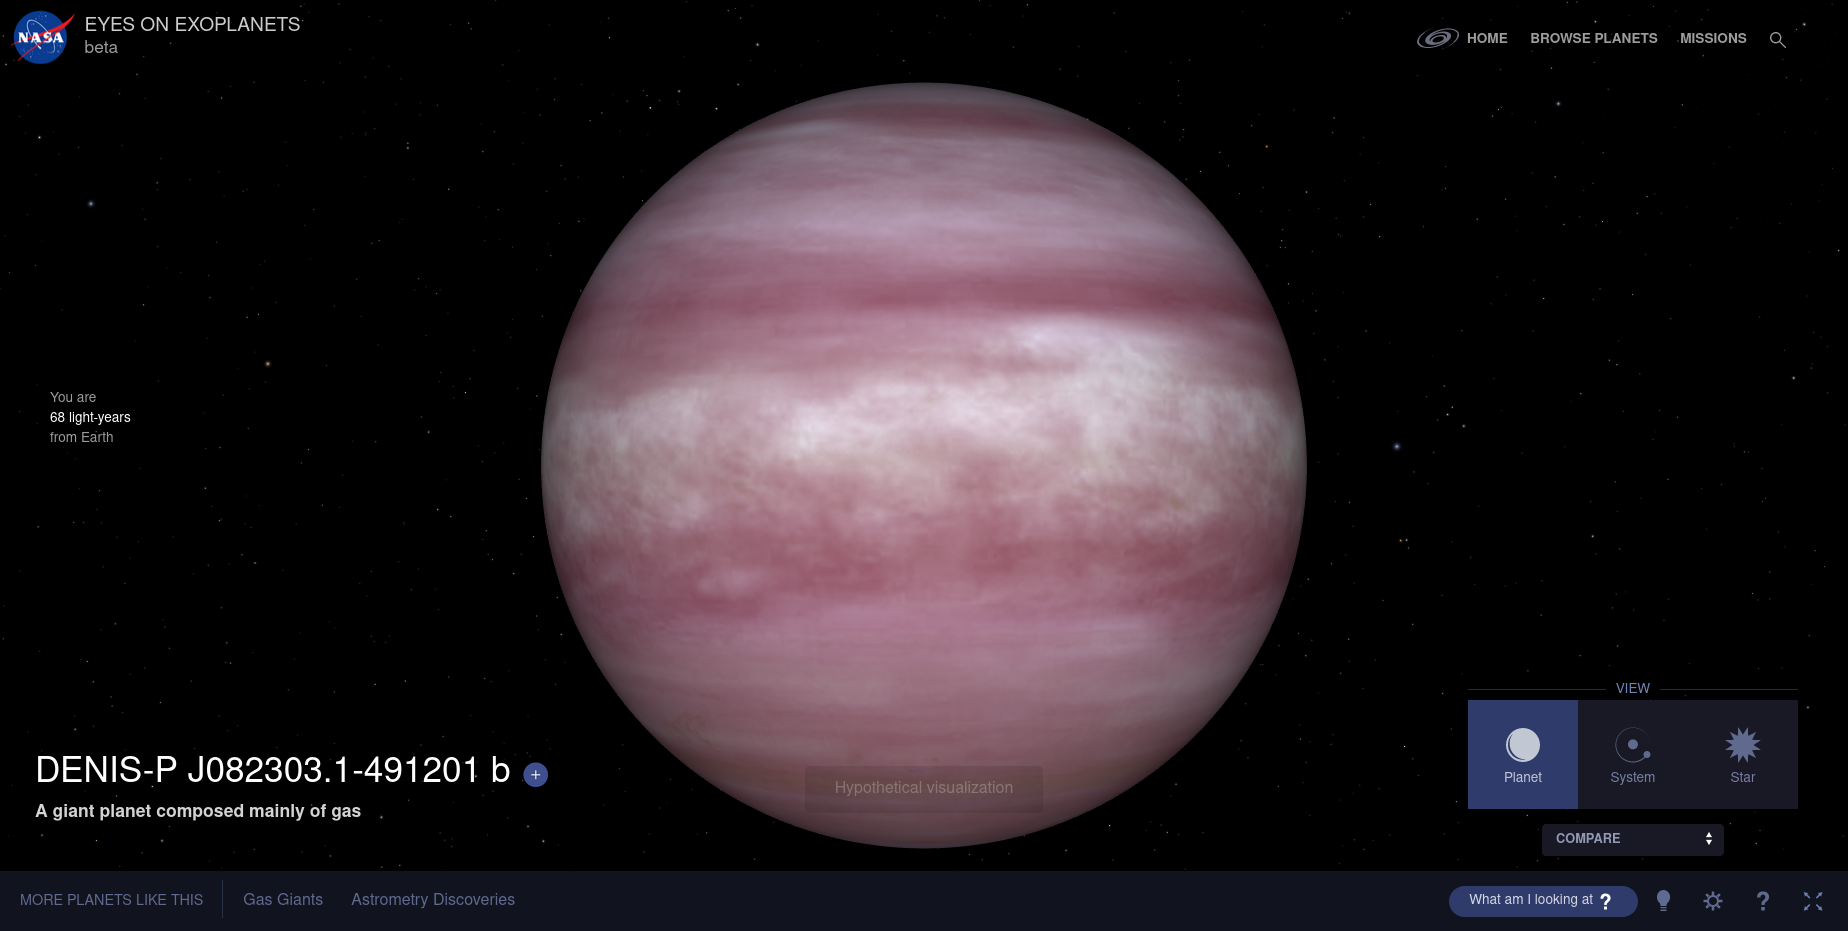 NASA
EYES ON EXOPLANETS
beta
HOME
BROWSE PLANETS
MISSIONS
You are
68 light-years
from Earth
DENIS-P J082303.1-491201 b +
A giant planet composed mainly of gas
Hypothetical visualization
VIEW
Planet
System
Star
COMPARE
MORE PLANETS LIKE THIS
Gas Giants
Astrometry Discoveries
What am I looking at ?
?